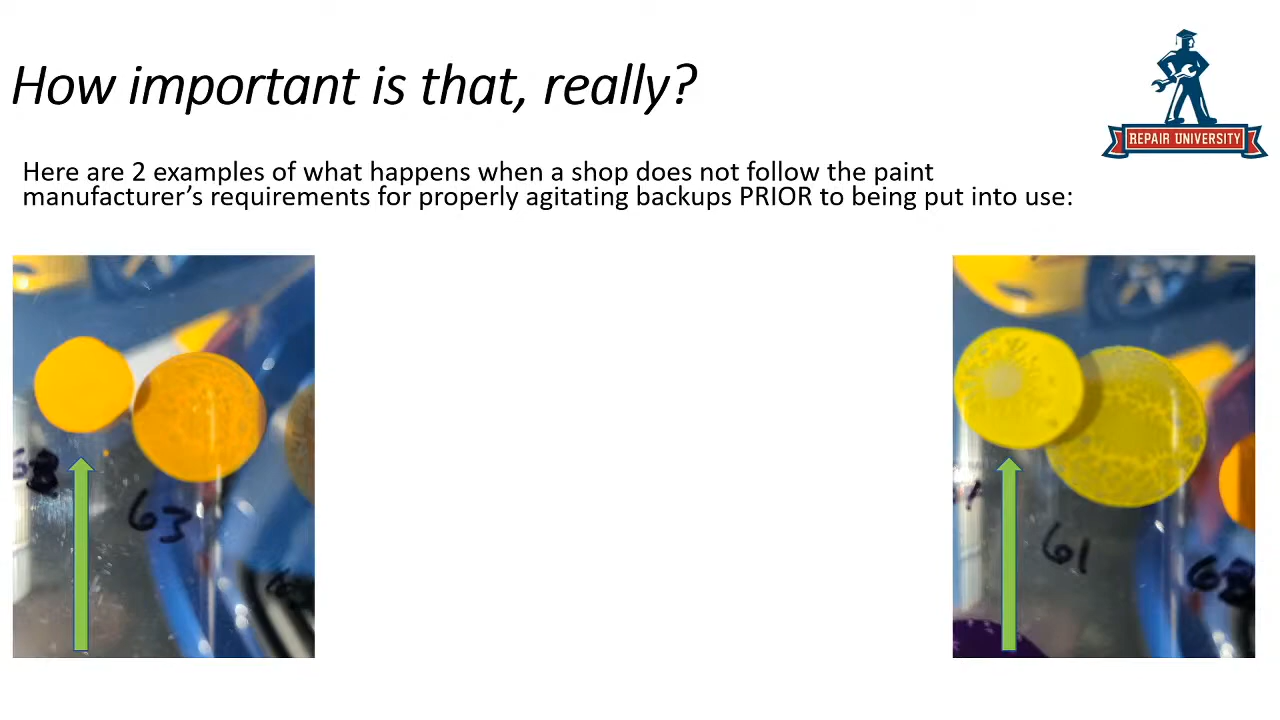 How important is that, really?
REPAIR UNIVERSITY
Here are 2 examples of what happens when a shop does not follow the paint
manufacturer's requirements for properly agitating backups PRIOR to being put into use:
63
61